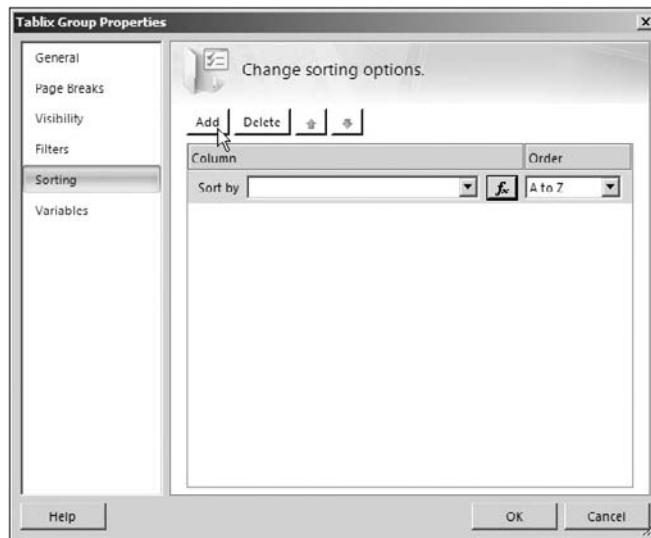 Tablix Group Properties
General
Page Breaks
Visibility
Filters
Sorting
Variables
Change sorting options.
Add Delete
Column Order
Sort by fx A to Z
Help OK Cancel